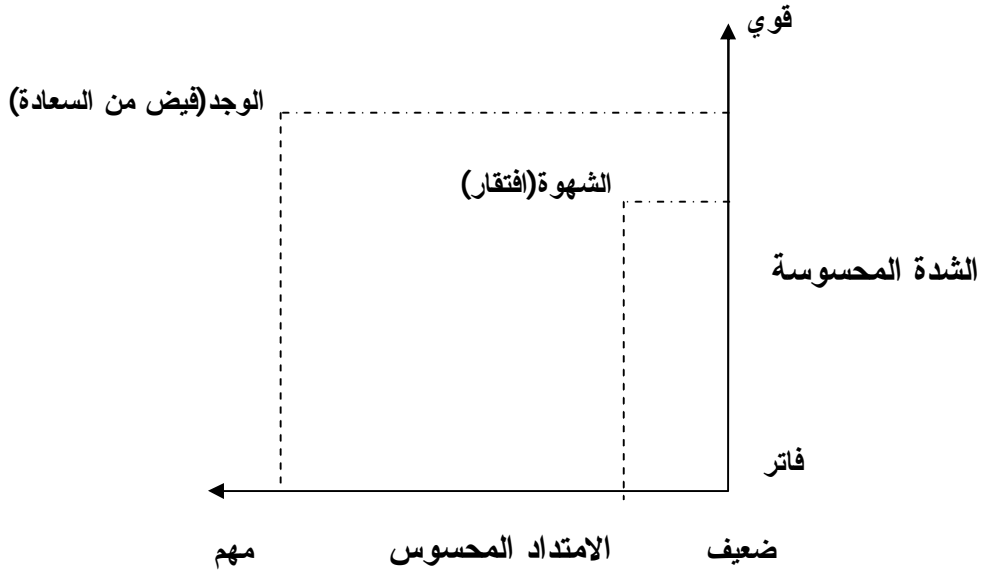 قوي
الوجد(فيض من السعادة)
الشهوة(افتقار)
الشدة المحسوسة
فاتر
ضعيف
الامتداد المحسوس
مهم